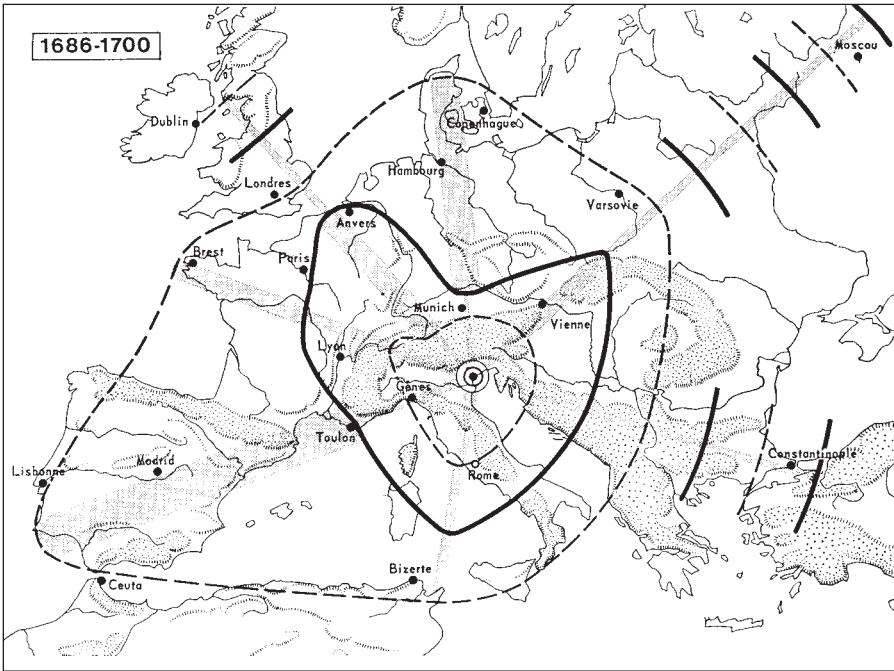 1686-1700
Moscou
Dublin
Copenhague
Hambourg
Londres
Varsovie
Anvers
Brest
Paris
Munich
Vienne
Lyon
Gênes
Toulon
Rome
Madrid
Lisbonne
Constantinople
Bizerte
Ceuta